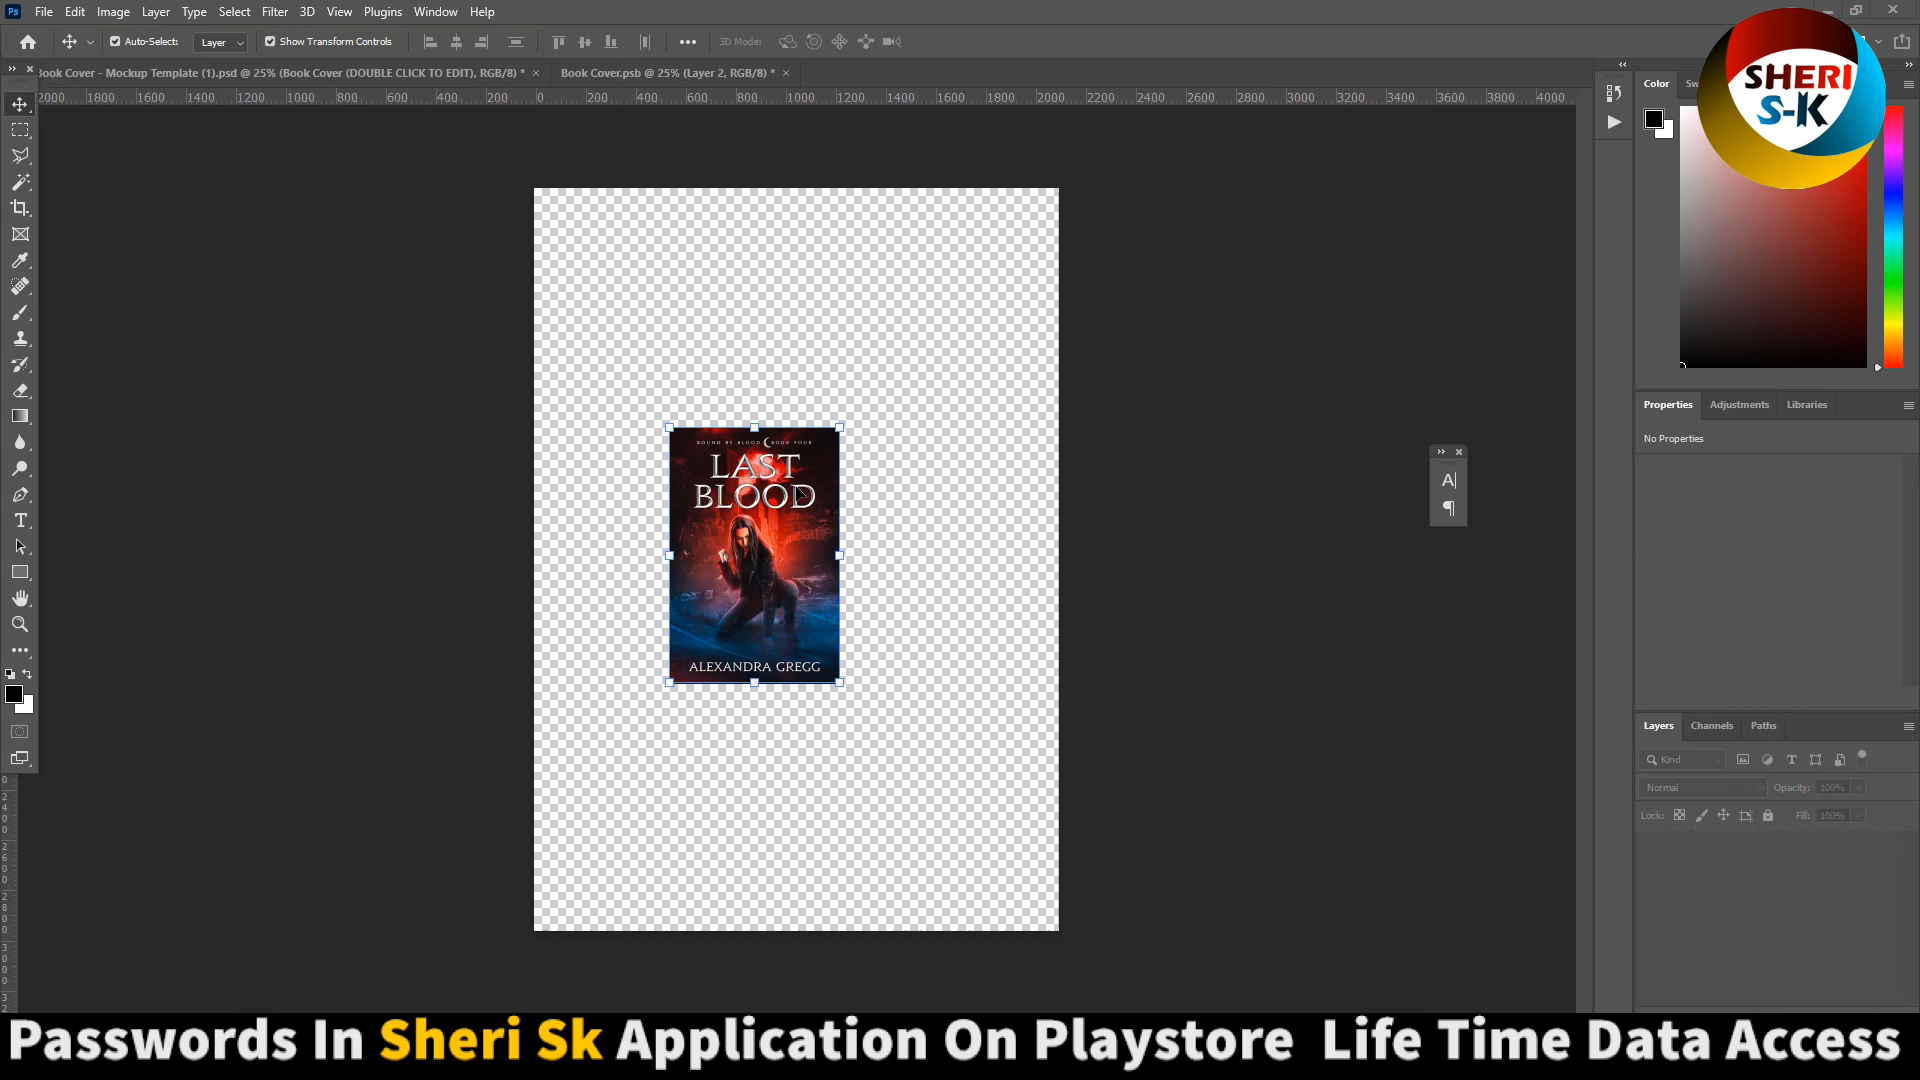 Ps File Edit Image Layer Type Select Filter 3D View Plugins Window Help
Auto-Select: Layer Show Transform Controls 3D Mode:
Book Cover - Mockup Template (1).psd @ 25% (Book Cover (DOUBLE CLICK TO EDIT), RGB/8) * Book Cover.psb @ 25% (Layer 2, RGB/8) *
2000 1800 1600 1400 1200 1000 800 600 400 200 0 200 400 600 800 1000 1200 1400 1600 1800 2000 2200 2400 2600 2800 3000 3200 3400 3600 3800 4000
Color Sw
SHERI
S-K
BOUND BY BLOOD BOOK FOUR
LAST
BLOOD
ALEXANDRA GREGG
Properties Adjustments Libraries
No Properties
Layers Channels Paths
Kind
Normal Opacity: 100%
Lock: Fill: 100%
Passwords In Sheri Sk Application On Playstore Life Time Data Access